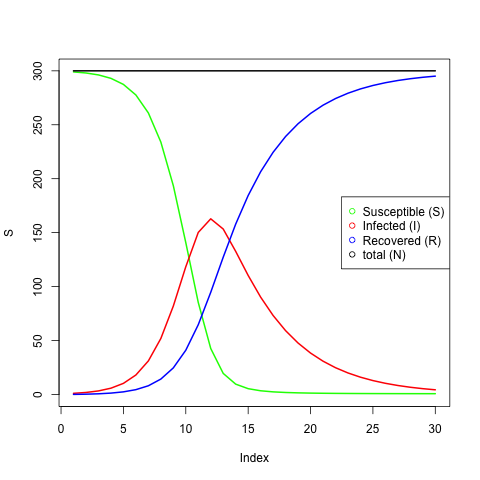 300
250
200
150
100
50
0
S
Susceptible (S)
Infected (I)
Recovered (R)
total (N)
0 5 10 15 20 25 30
Index